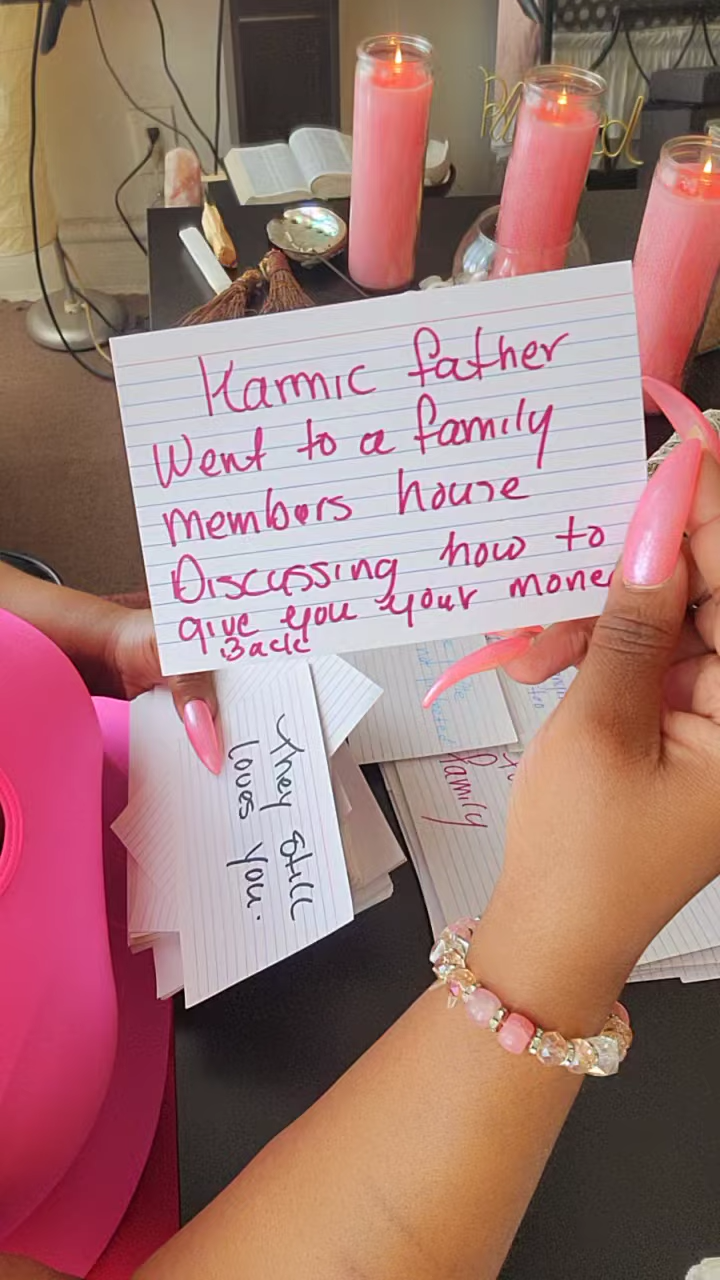 Karmic father
Went to a family
members house
Discussing how to
give you your money
Back
They still
loves you.
family